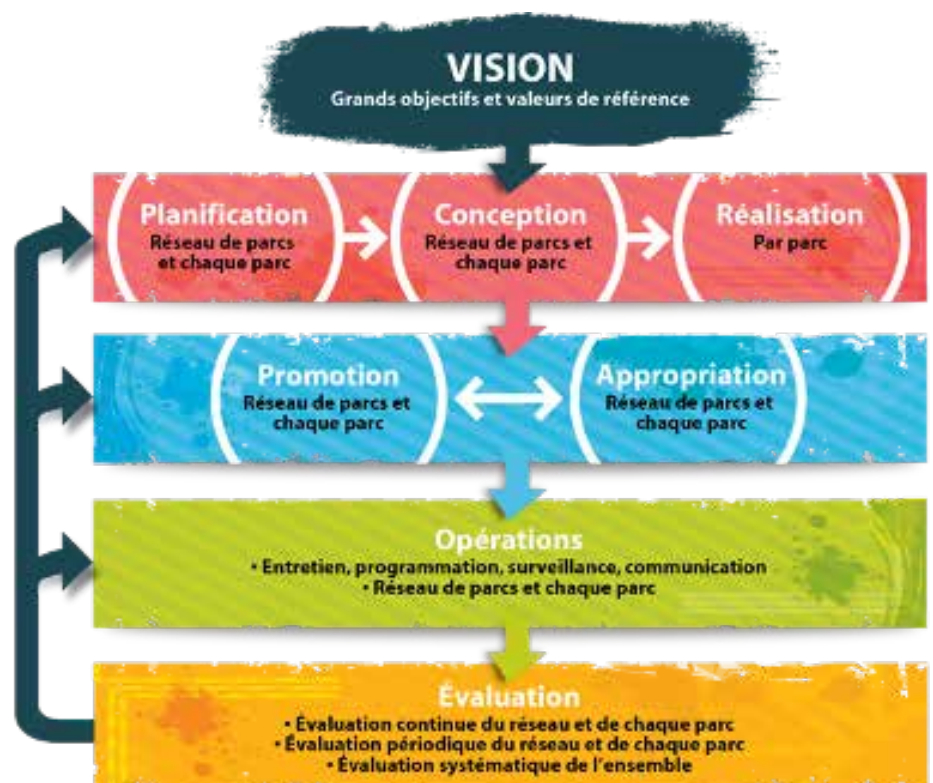 VISION
Grands objectifs et valeurs de référence
Planification
Réseau de parcs
et chaque parc
Conception
Réseau de parcs et
chaque parc
Réalisation
Par parc
Promotion
Réseau de parcs et
chaque parc
Appropriation
Réseau de parcs et
chaque parc
Opérations
• Entretien, programmation, surveillance, communication
• Réseau de parcs et chaque parc
Évaluation
• Évaluation continue du réseau et de chaque parc
• Évaluation périodique du réseau et de chaque parc
• Évaluation systématique de l'ensemble